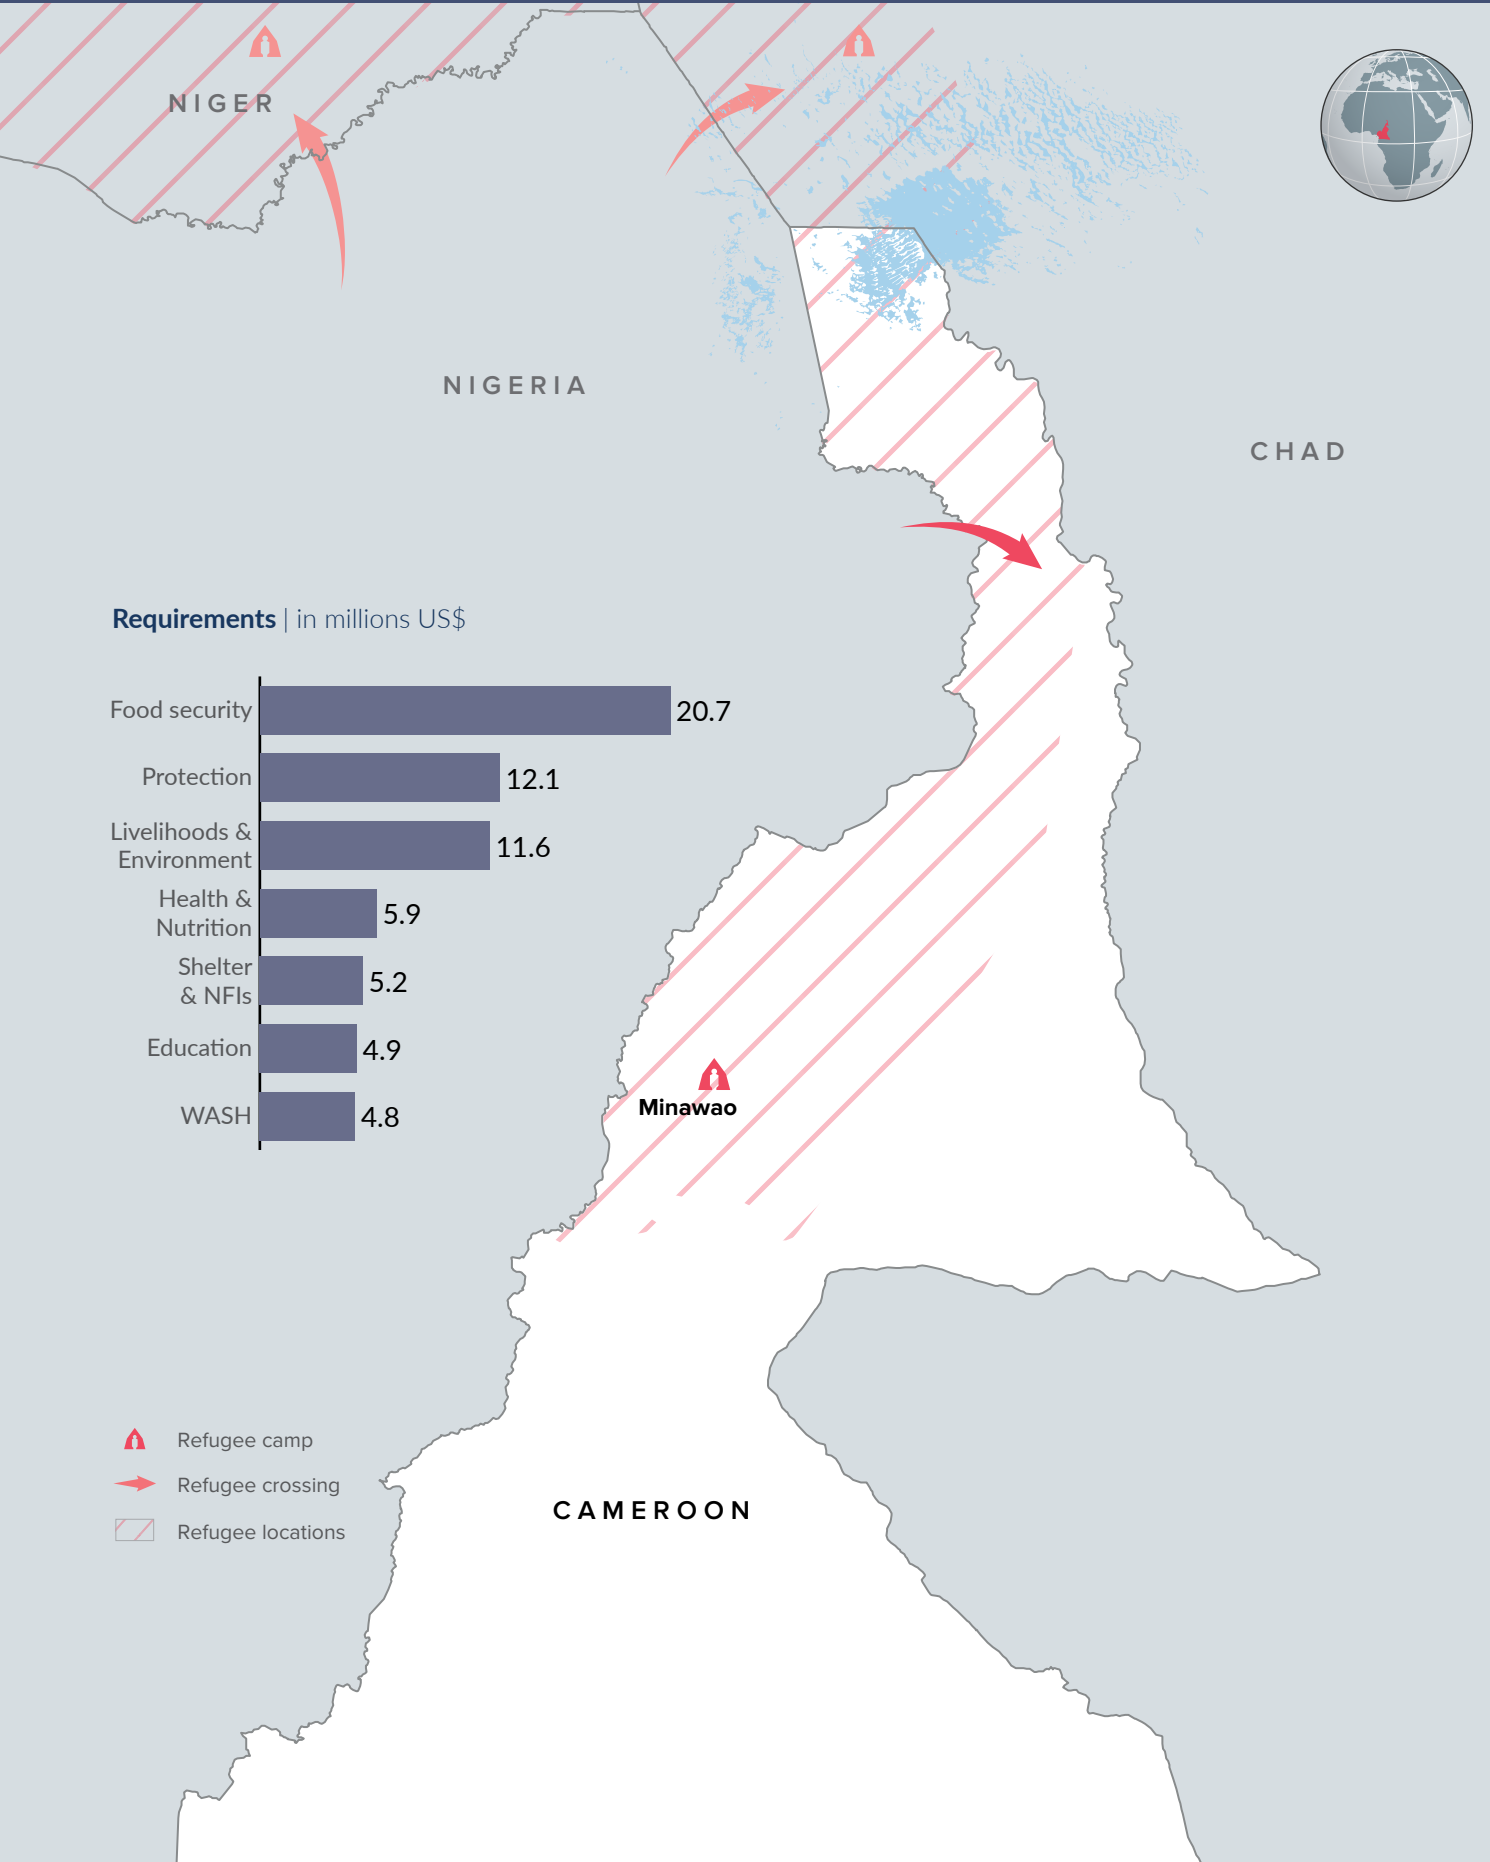 NIGER
NIGERIA
CHAD
Requirements | in millions US$
Food security 20.7
Protection 12.1
Livelihoods &
Environment 11.6
Health &
Nutrition 5.9
Shelter
& NFIs 5.2
Education 4.9
WASH 4.8
Minawao
Refugee camp
Refugee crossing
Refugee locations
CAMEROON